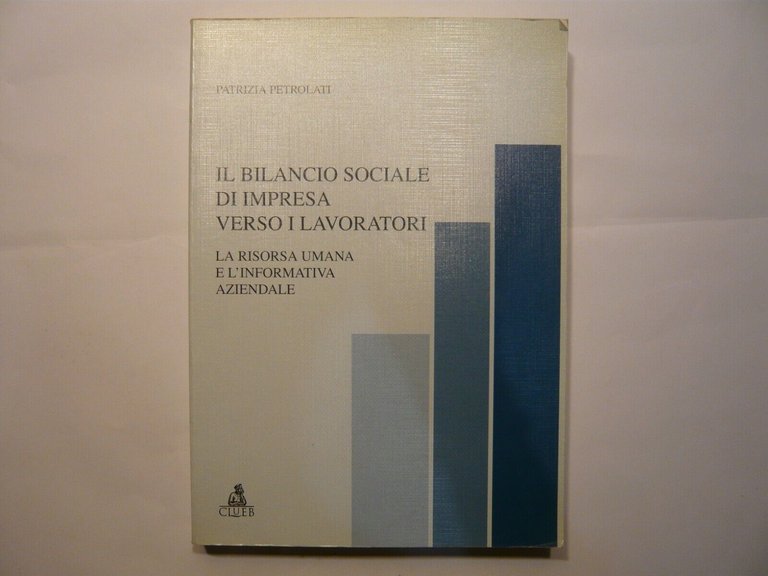 PATRIZIA PETROLATI
IL BILANCIO SOCIALE
DI IMPRESA
VERSO I LAVORATORI
LA RISORSA UMANA
E L'INFORMATIVA
AZIENDALE
CLUEB